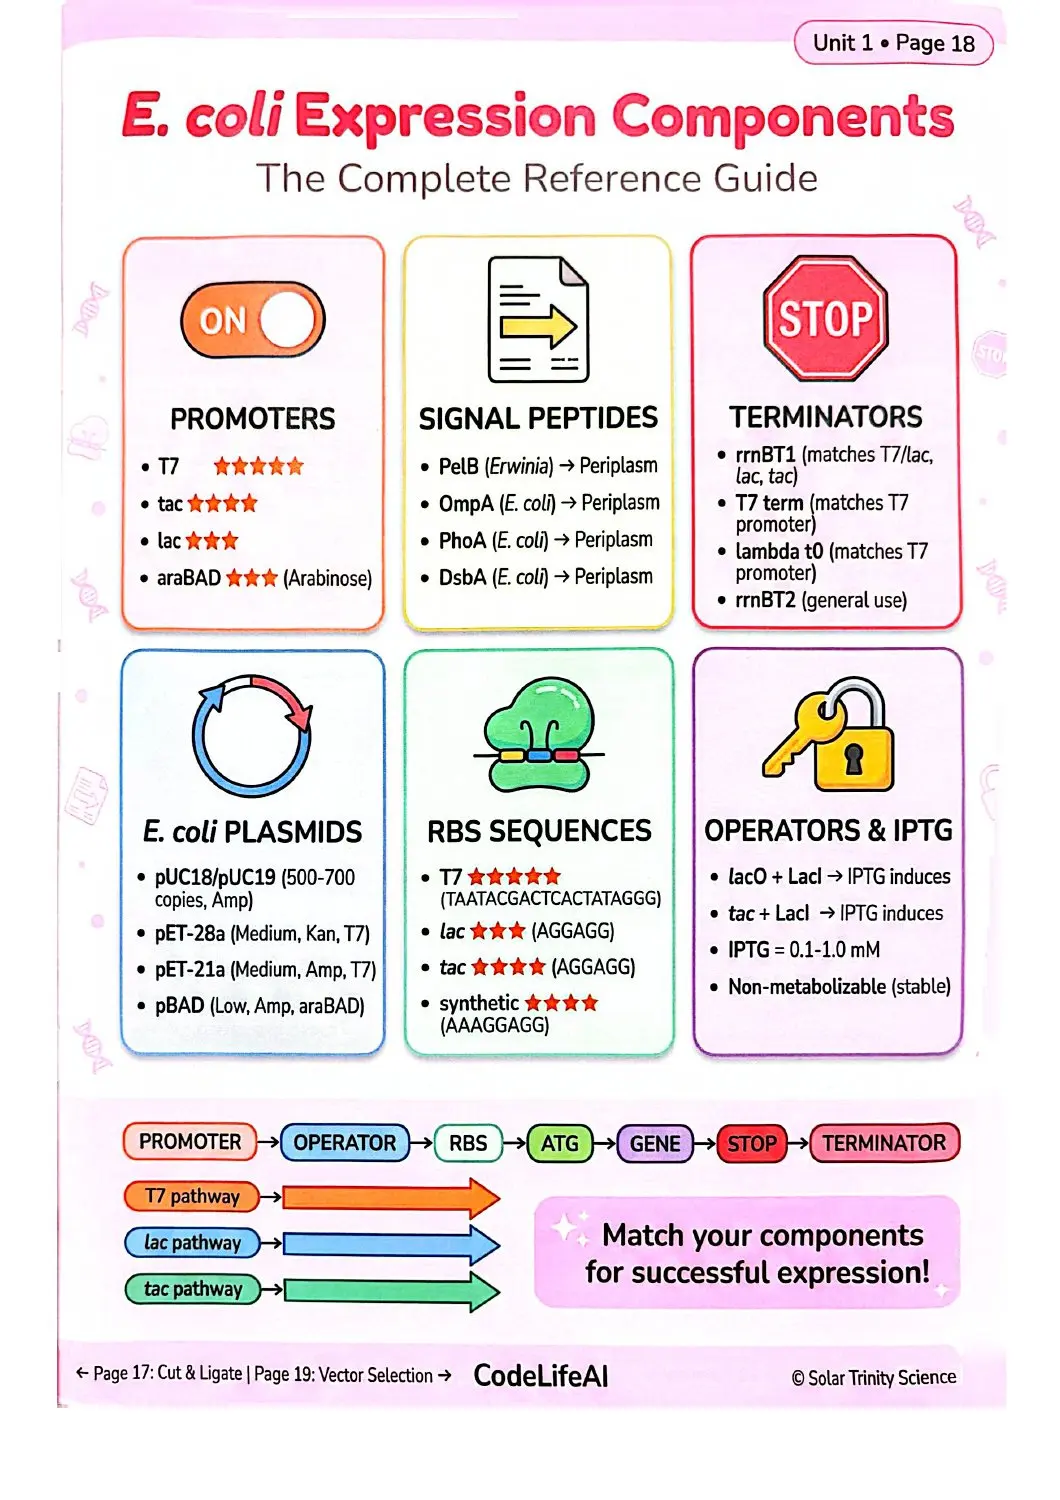 Unit 1 • Page 18
E. coli Expression Components
The Complete Reference Guide
ON
PROMOTERS
• T7 ★★★★★
• tac ★★★★
• lac ★★★
• araBAD ★★★ (Arabinose)
SIGNAL PEPTIDES
• PelB (Erwinia) → Periplasm
• OmpA (E. coli) → Periplasm
• PhoA (E. coli) → Periplasm
• DsbA (E. coli) → Periplasm
STOP
TERMINATORS
• rrnBT1 (matches T7/lac,
lac, tac)
• T7 term (matches T7
promoter)
• lambda t0 (matches T7
promoter)
• rrnBT2 (general use)
E. coli PLASMIDS
• pUC18/pUC19 (500-700
copies, Amp)
• pET-28a (Medium, Kan, T7)
• pET-21a (Medium, Amp, T7)
• pBAD (Low, Amp, araBAD)
RBS SEQUENCES
• T7 ★★★★★
(TAATACGACTCACTATAGGG)
• lac ★★★ (AGGAGG)
• tac ★★★★ (AGGAGG)
• synthetic ★★★★
(AAAGGAGG)
OPERATORS & IPTG
• lacO + LacI → IPTG induces
• tac + LacI → IPTG induces
• IPTG = 0.1-1.0 mM
• Non-metabolizable (stable)
PROMOTER → OPERATOR → RBS → ATG → GENE → STOP → TERMINATOR
T7 pathway →
lac pathway →
tac pathway →
Match your components
for successful expression!
← Page 17: Cut & Ligate | Page 19: Vector Selection → CodeLifeAI © Solar Trinity Science